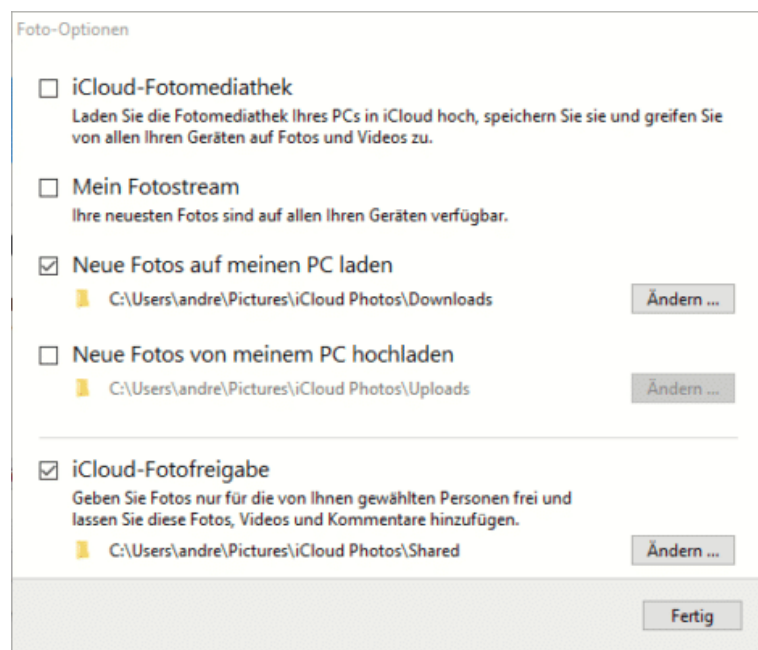 Foto-Optionen
iCloud-Fotomediathek
Laden Sie die Fotomediathek Ihres PCs in iCloud hoch, speichern Sie sie und greifen Sie
von allen Ihren Geräten auf Fotos und Videos zu.
Mein Fotostream
Ihre neuesten Fotos sind auf allen Ihren Geräten verfügbar.
Neue Fotos auf meinen PC laden
C:\Users\andre\Pictures\iCloud Photos\Downloads Ändern ...
Neue Fotos von meinem PC hochladen
C:\Users\andre\Pictures\iCloud Photos\Uploads Ändern ...
iCloud-Fotofreigabe
Geben Sie Fotos nur für die von Ihnen gewählten Personen frei und
lassen Sie diese Fotos, Videos und Kommentare hinzufügen.
C:\Users\andre\Pictures\iCloud Photos\Shared Ändern ...
Fertig